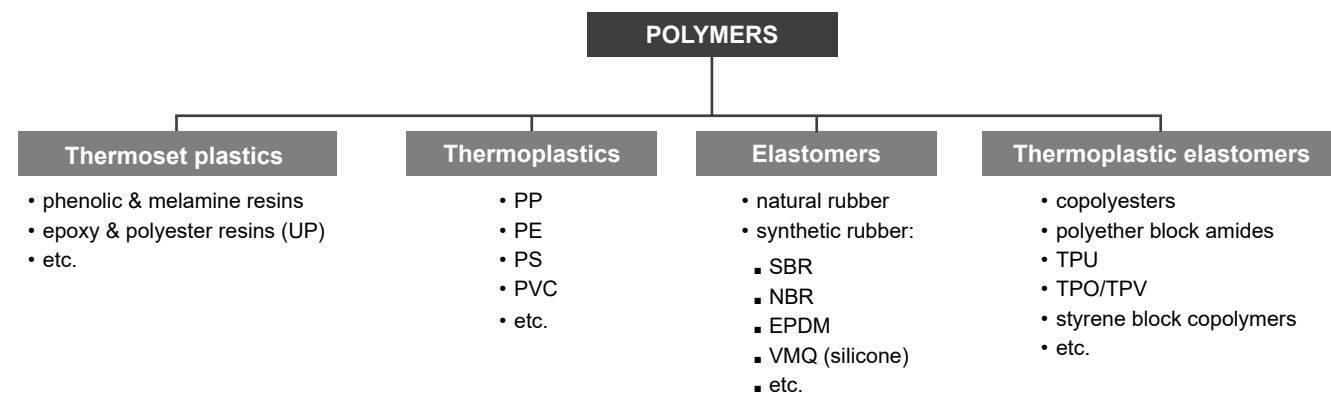 POLYMERS
Thermoset plastics
• phenolic & melamine resins
• epoxy & polyester resins (UP)
• etc.
Thermoplastics
• PP
• PE
• PS
• PVC
• etc.
Elastomers
• natural rubber
• synthetic rubber:
▪ SBR
▪ NBR
▪ EPDM
▪ VMQ (silicone)
▪ etc.
Thermoplastic elastomers
• copolyesters
• polyether block amides
• TPU
• TPO/TPV
• styrene block copolymers
• etc.